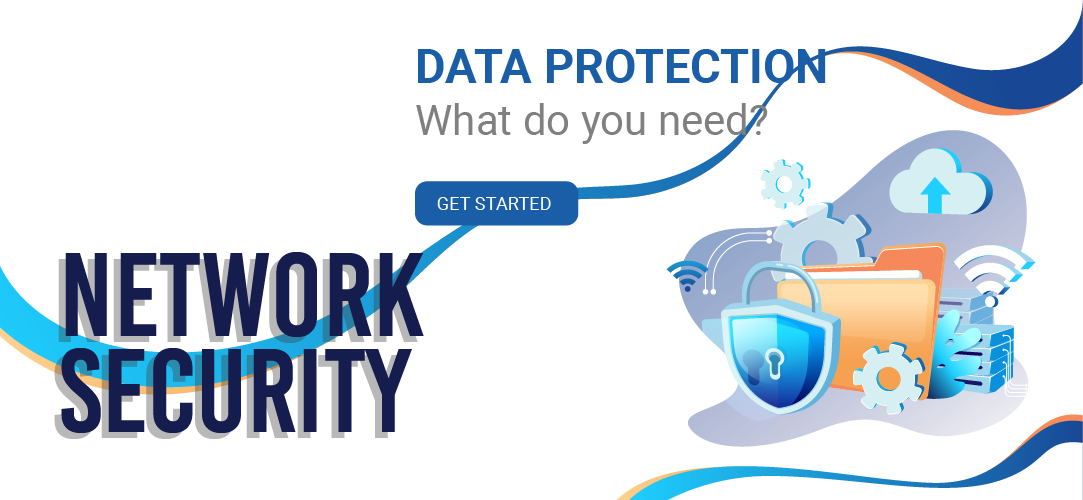 DATA PROTECTION
What do you need?
GET STARTED
NETWORK
SECURITY